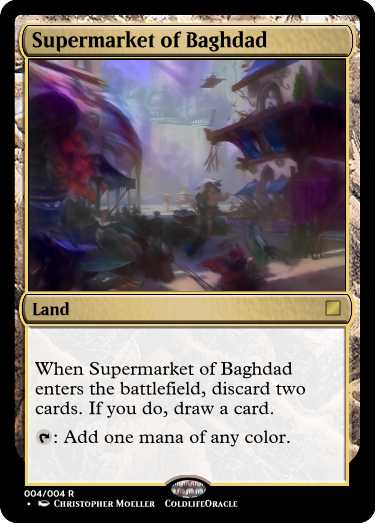 Supermarket of Baghdad
Land
When Supermarket of Baghdad
enters the battlefield, discard two
cards. If you do, draw a card.
: Add one mana of any color.
004/004 R
• Christopher Moeller ColdlifeOracle